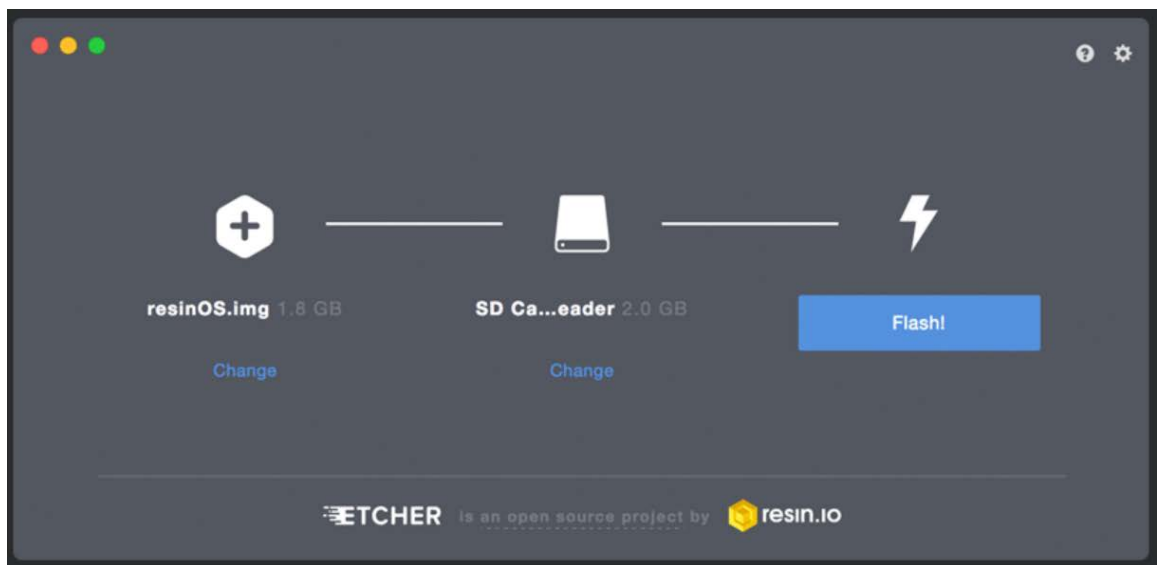 resinOS.img 1.8 GB
SD Ca...eader 2.0 GB
Flash!
Change
Change
ETCHER is an open source project by resin.io